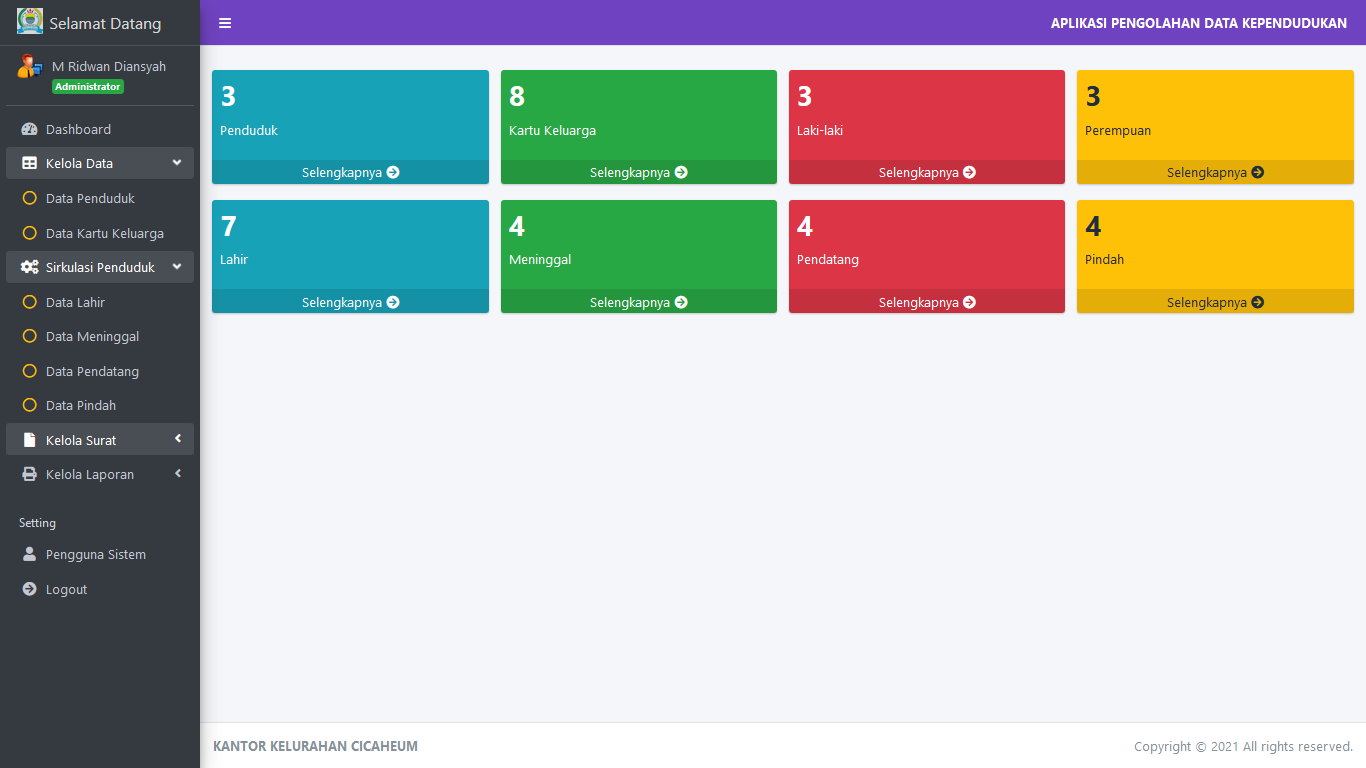 Selamat Datang
M Ridwan Diansyah
Administrator
Dashboard
Kelola Data
Data Penduduk
Data Kartu Keluarga
Sirkulasi Penduduk
Data Lahir
Data Meninggal
Data Pendatang
Data Pindah
Kelola Surat
Kelola Laporan
Setting
Pengguna Sistem
Logout
APLIKASI PENGOLAHAN DATA KEPENDUDUKAN
3
Penduduk
Selengkapnya
8
Kartu Keluarga
Selengkapnya
3
Laki-laki
Selengkapnya
3
Perempuan
Selengkapnya
7
Lahir
Selengkapnya
4
Meninggal
Selengkapnya
4
Pendatang
Selengkapnya
4
Pindah
Selengkapnya
KANTOR KELURAHAN CICAHEUM
Copyright © 2021 All rights reserved.